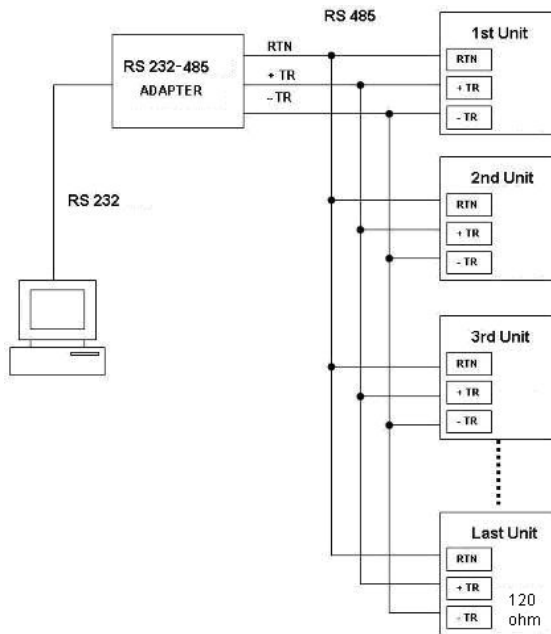 RS 485
RS 232-485
ADAPTER
RTN
+ TR
- TR
RS 232
1st Unit
RTN
+ TR
- TR
2nd Unit
RTN
+ TR
- TR
3rd Unit
RTN
+ TR
- TR
Last Unit
RTN
+ TR
- TR
120
ohm